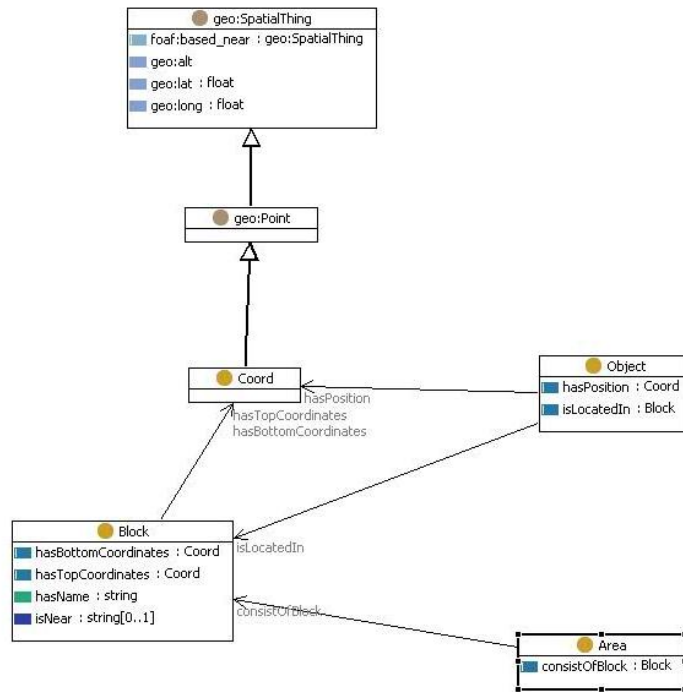 geo:SpatialThing
foaf:based_near : geo:SpatialThing
geo:alt
geo:lat : float
geo:long : float
geo:Point
Coord
Object
hasPosition : Coord
isLocatedIn : Block
hasPosition
hasTopCoordinates
hasBottomCoordinates
Block
hasBottomCoordinates : Coord
hasTopCoordinates : Coord
hasName : string
isNear : string[0..1]
isLocatedIn
consistOfBlock
Area
consistOfBlock : Block